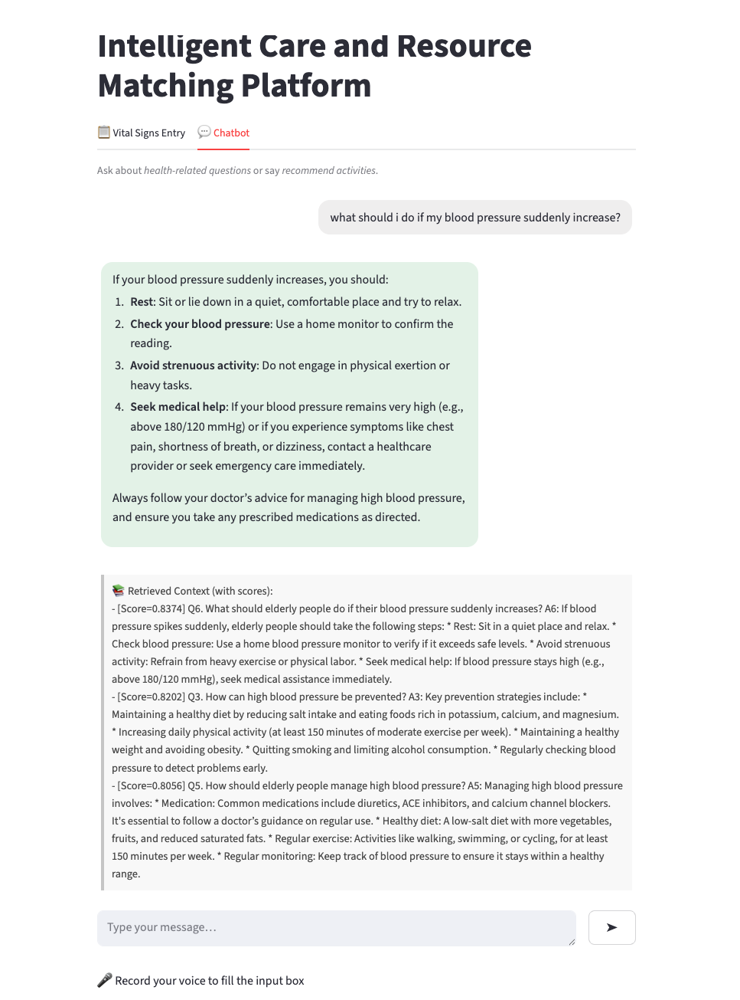 Intelligent Care and Resource
Matching Platform
Vital Signs Entry
Chatbot
Ask about health-related questions or say recommend activities.
what should i do if my blood pressure suddenly increase?
If your blood pressure suddenly increases, you should:
1. Rest: Sit or lie down in a quiet, comfortable place and try to relax.
2. Check your blood pressure: Use a home monitor to confirm the
reading.
3. Avoid strenuous activity: Do not engage in physical exertion or
heavy tasks.
4. Seek medical help: If your blood pressure remains very high (e.g.,
above 180/120 mmHg) or if you experience symptoms like chest
pain, shortness of breath, or dizziness, contact a healthcare
provider or seek emergency care immediately.
Always follow your doctor’s advice for managing high blood pressure,
and ensure you take any prescribed medications as directed.
Retrieved Context (with scores):
- [Score=0.8374] Q6. What should elderly people do if their blood pressure suddenly increases? A6: If blood
pressure spikes suddenly, elderly people should take the following steps: * Rest: Sit in a quiet place and relax. *
Check blood pressure: Use a home blood pressure monitor to verify if it exceeds safe levels. * Avoid strenuous
activity: Refrain from heavy exercise or physical labor. * Seek medical help: If blood pressure stays high (e.g.,
above 180/120 mmHg), seek medical assistance immediately.
- [Score=0.8202] Q3. How can high blood pressure be prevented? A3: Key prevention strategies include: *
Maintaining a healthy diet by reducing salt intake and eating foods rich in potassium, calcium, and magnesium.
* Increasing daily physical activity (at least 150 minutes of moderate exercise per week). * Maintaining a healthy
weight and avoiding obesity. * Quitting smoking and limiting alcohol consumption. * Regularly checking blood
pressure to detect problems early.
- [Score=0.8056] Q5. How should elderly people manage high blood pressure? A5: Managing high blood pressure
involves: * Medication: Common medications include diuretics, ACE inhibitors, and calcium channel blockers.
It's essential to follow a doctor’s guidance on regular use. * Healthy diet: A low-salt diet with more vegetables,
fruits, and reduced saturated fats. * Regular exercise: Activities like walking, swimming, or cycling, for at least
150 minutes per week. * Regular monitoring: Keep track of blood pressure to ensure it stays within a healthy
range.
Type your message…
Record your voice to fill the input box